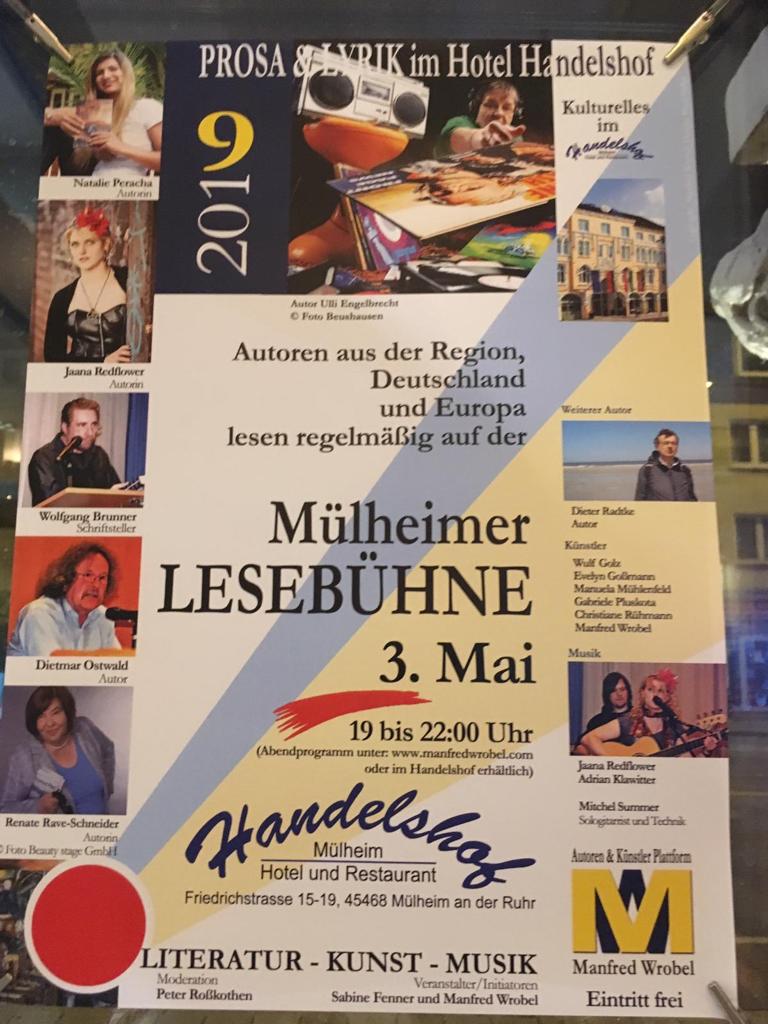 PROSA & LYRIK im Hotel Handelshof
2019
Kulturelles
im
Handelshof
Natalie Peracha
Autorin
Autor Ulli Engelbrecht
© Foto Beushausen
Jaana Redflower
Autorin
Autoren aus der Region,
Deutschland
und Europa
lesen regelmäßig auf der
Weiterer Autor
Wolfgang Brunner
Schriftsteller
Mülheimer
LESEBÜHNE
3. Mai
19 bis 22:00 Uhr
(Abendprogramm unter: www.manfredwrobel.com
oder im Handelshof erhältlich)
Dieter Radtke
Autor
Künstler
Wulf Golz
Evelyn Goßmann
Manuela Mühlenfeld
Gabriele Pluskota
Christiane Rühmann
Manfred Wrobel
Dietmar Ostwald
Autor
Musik
Jaana Redflower
Adrian Klawitter
Mitchel Summer
Sologitarrist und Technik
Renate Rave-Schneider
Autorin
© Foto Beauty stage GmbH
Handelshof
Mülheim
Hotel und Restaurant
Friedrichstrasse 15-19, 45468 Mülheim an der Ruhr
Autoren & Künstler Plattform
MW
Manfred Wrobel
Eintritt frei
LITERATUR - KUNST - MUSIK
Moderation
Peter Roßkothen
Veranstalter/Initiatoren
Sabine Fenner und Manfred Wrobel